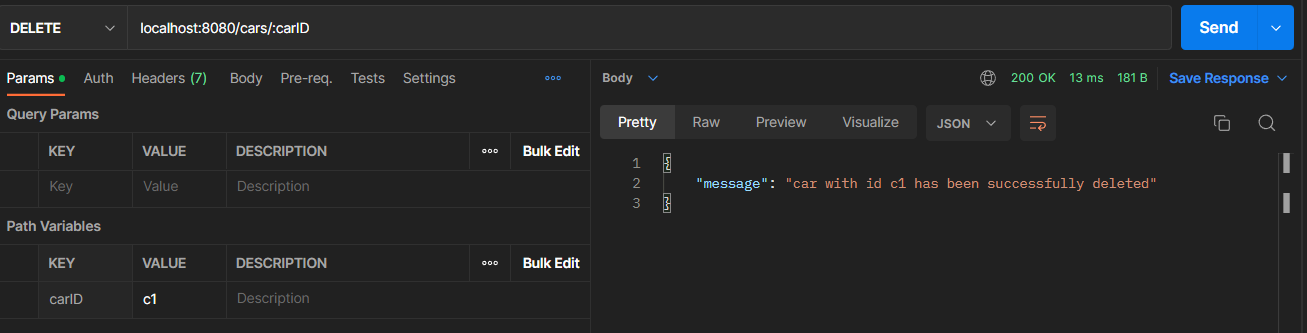 DELETE
localhost:8080/cars/:carID
Send
Params Auth Headers (7) Body Pre-req. Tests Settings
Query Params
KEY VALUE DESCRIPTION Bulk Edit
Key Value Description
Path Variables
KEY VALUE DESCRIPTION Bulk Edit
carID c1 Description
Body 200 OK 13 ms 181 B Save Response
Pretty Raw Preview Visualize JSON
1 {
2 "message": "car with id c1 has been successfully deleted"
3 }